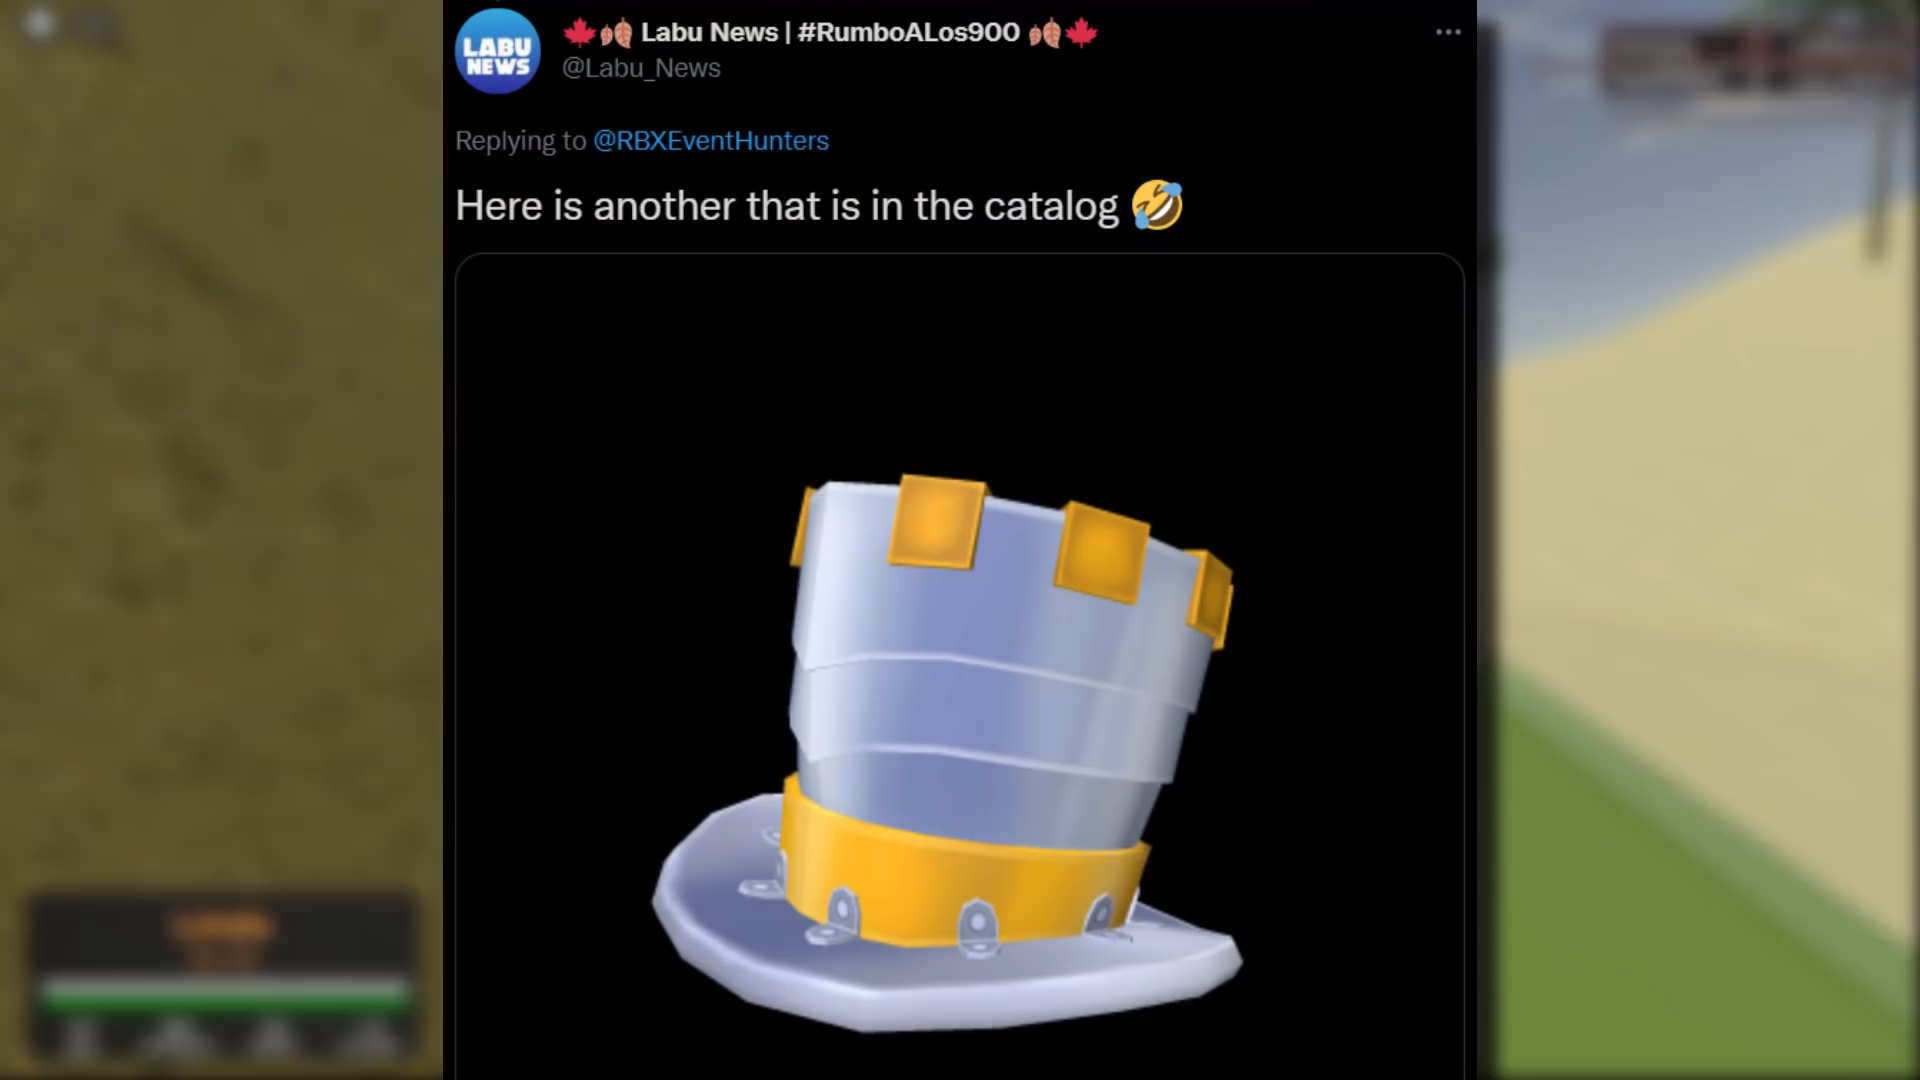 LABU
NEWS
🍁🍂 Labu News | #RumboALos900 🍂🍁
@Labu_News
Replying to @RBXEventHunters
Here is another that is in the catalog 🤣